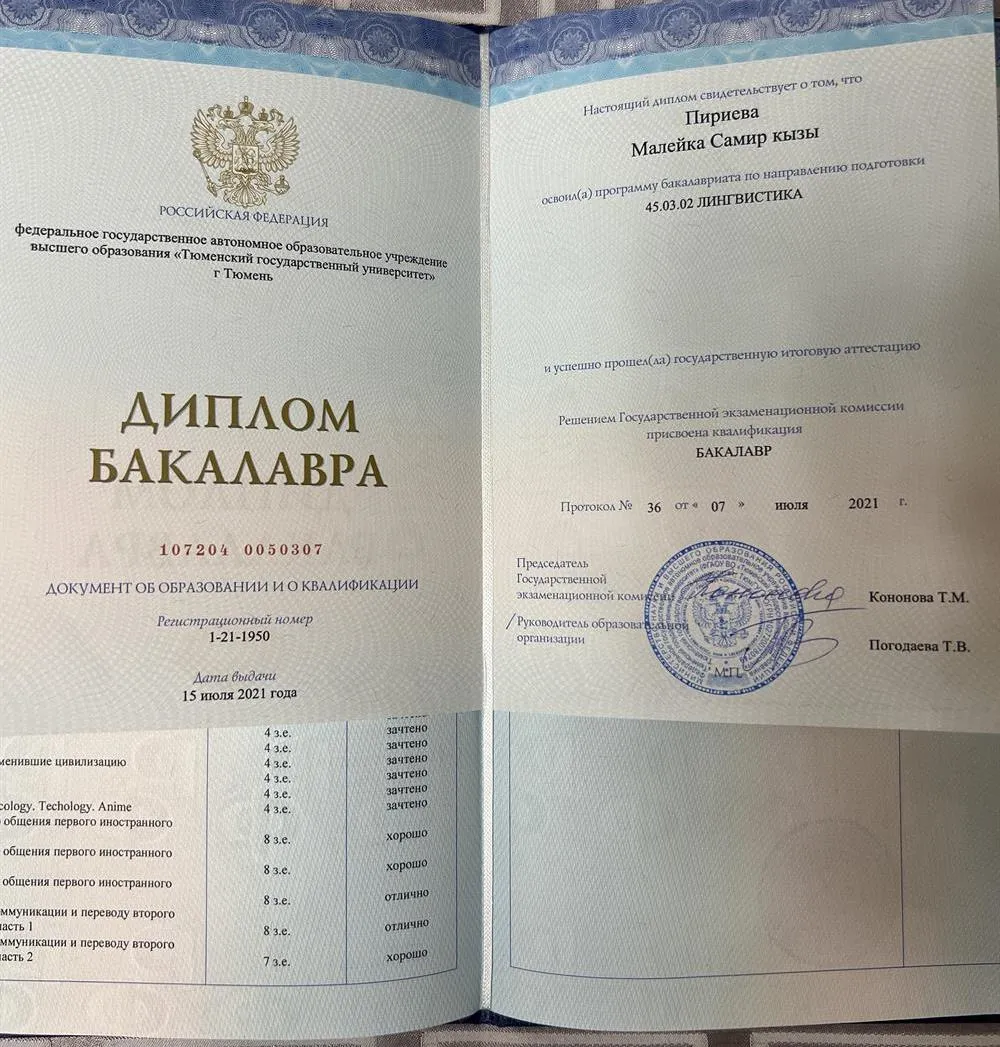 РОССИЙСКАЯ ФЕДЕРАЦИЯ
федеральное государственное автономное образовательное учреждение
высшего образования «Тюменский государственный университет»
г Тюмень
ДИПЛОМ
БАКАЛАВРА
107204 0050307
ДОКУМЕНТ ОБ ОБРАЗОВАНИИ И О КВАЛИФИКАЦИИ
Регистрационный номер
1-21-1950
Дата выдачи
15 июля 2021 года
Настоящий диплом свидетельствует о том, что
Пириева
Малейка Самир кызы
освоил(а) программу бакалавриата по направлению подготовки
45.03.02 ЛИНГВИСТИКА
и успешно прошел(ла) государственную итоговую аттестацию
Решением Государственной экзаменационной комиссии
присвоена квалификация
БАКАЛАВР
Протокол № 36 от « 07 » июля 2021 г.
Председатель
Государственной
экзаменационной комиссии
Кононова Т.М.
Руководитель образовательной
организации
Погодаева Т.В.
М.П.
зачтено
4 з.е. зачтено
4 з.е. зачтено
менившие цивилизацию 4 з.е. зачтено
4 з.е. зачтено
4 з.е. зачтено
cology. Techology. Anime 4 з.е. зачтено
общения первого иностранного
8 з.е. хорошо
общения первого иностранного
8 з.е. хорошо
общения первого иностранного
8 з.е. отлично
ммуникации и переводу второго
часть 1 8 з.е. отлично
ммуникации и переводу второго
часть 2 7 з.е. хорошо